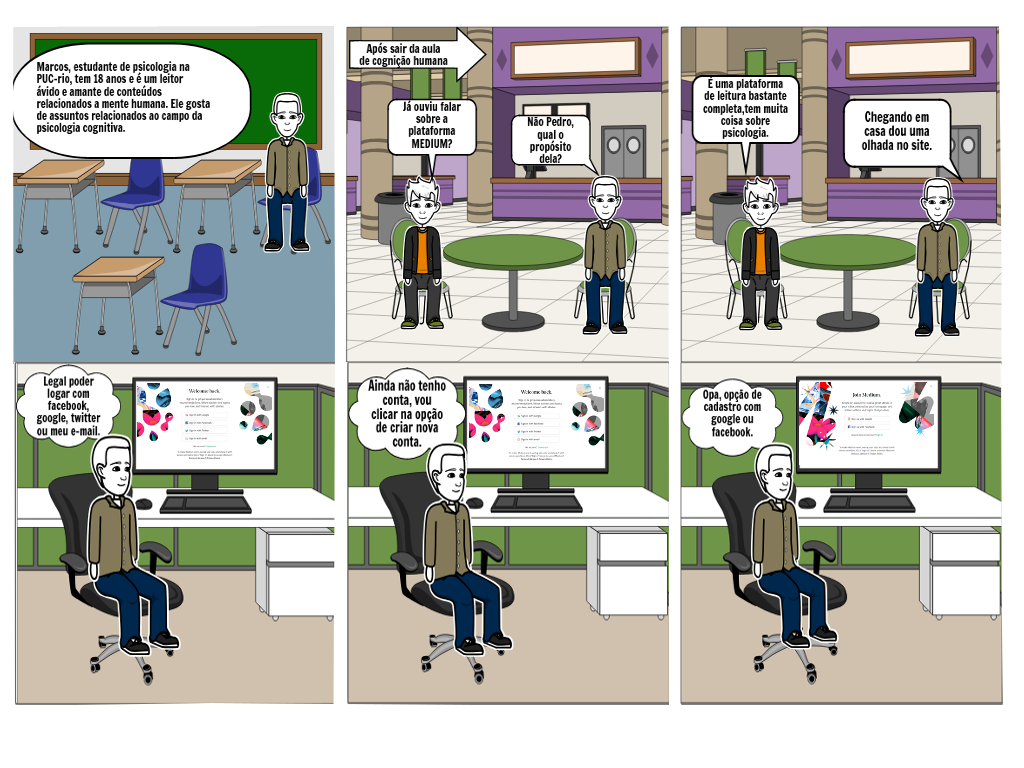 Marcos, estudante de psicologia na
PUC-rio, tem 18 anos e é um leitor
ávido e amante de conteúdos
relacionados a mente humana. Ele gosta
de assuntos relacionados ao campo da
psicologia cognitiva.
Após sair da aula
de cognição humana
Já ouviu falar
sobre a
plataforma
MEDIUM?
Não Pedro,
qual o
propósito
dela?
É uma plataforma
de leitura bastante
completa,tem muita
coisa sobre
psicologia.
Chegando em
casa dou uma
olhada no site.
Legal poder
logar com
facebook,
google, twitter
ou meu e-mail.
Welcome back.
Ainda não tenho
conta, vou
clicar na opção
de criar nova
conta.
Welcome back.
Opa, opção de
cadastro com
google ou
facebook.
Join Medium.